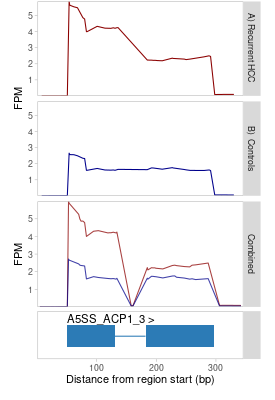 5
4
3
2
1
A) Recurrent HCC
FPM
5
4
3
2
1
B) Controls
5
4
3
2
1
FPM
Combined
A5SS_ACP1_3 >
100 200 300
Distance from region start (bp)